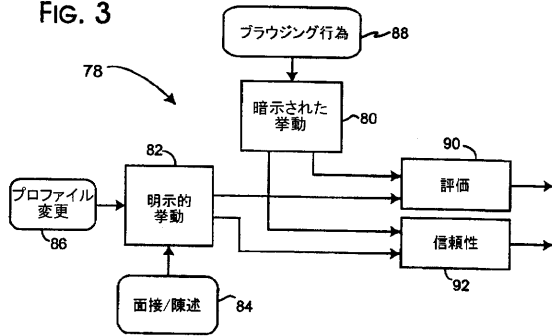 FIG. 3
ブラウジング行為
88
78
暗示された
挙動
80
82
90
プロファイル
変更
明示的
挙動
評価
86
信頼性
92
面接/陳述
84